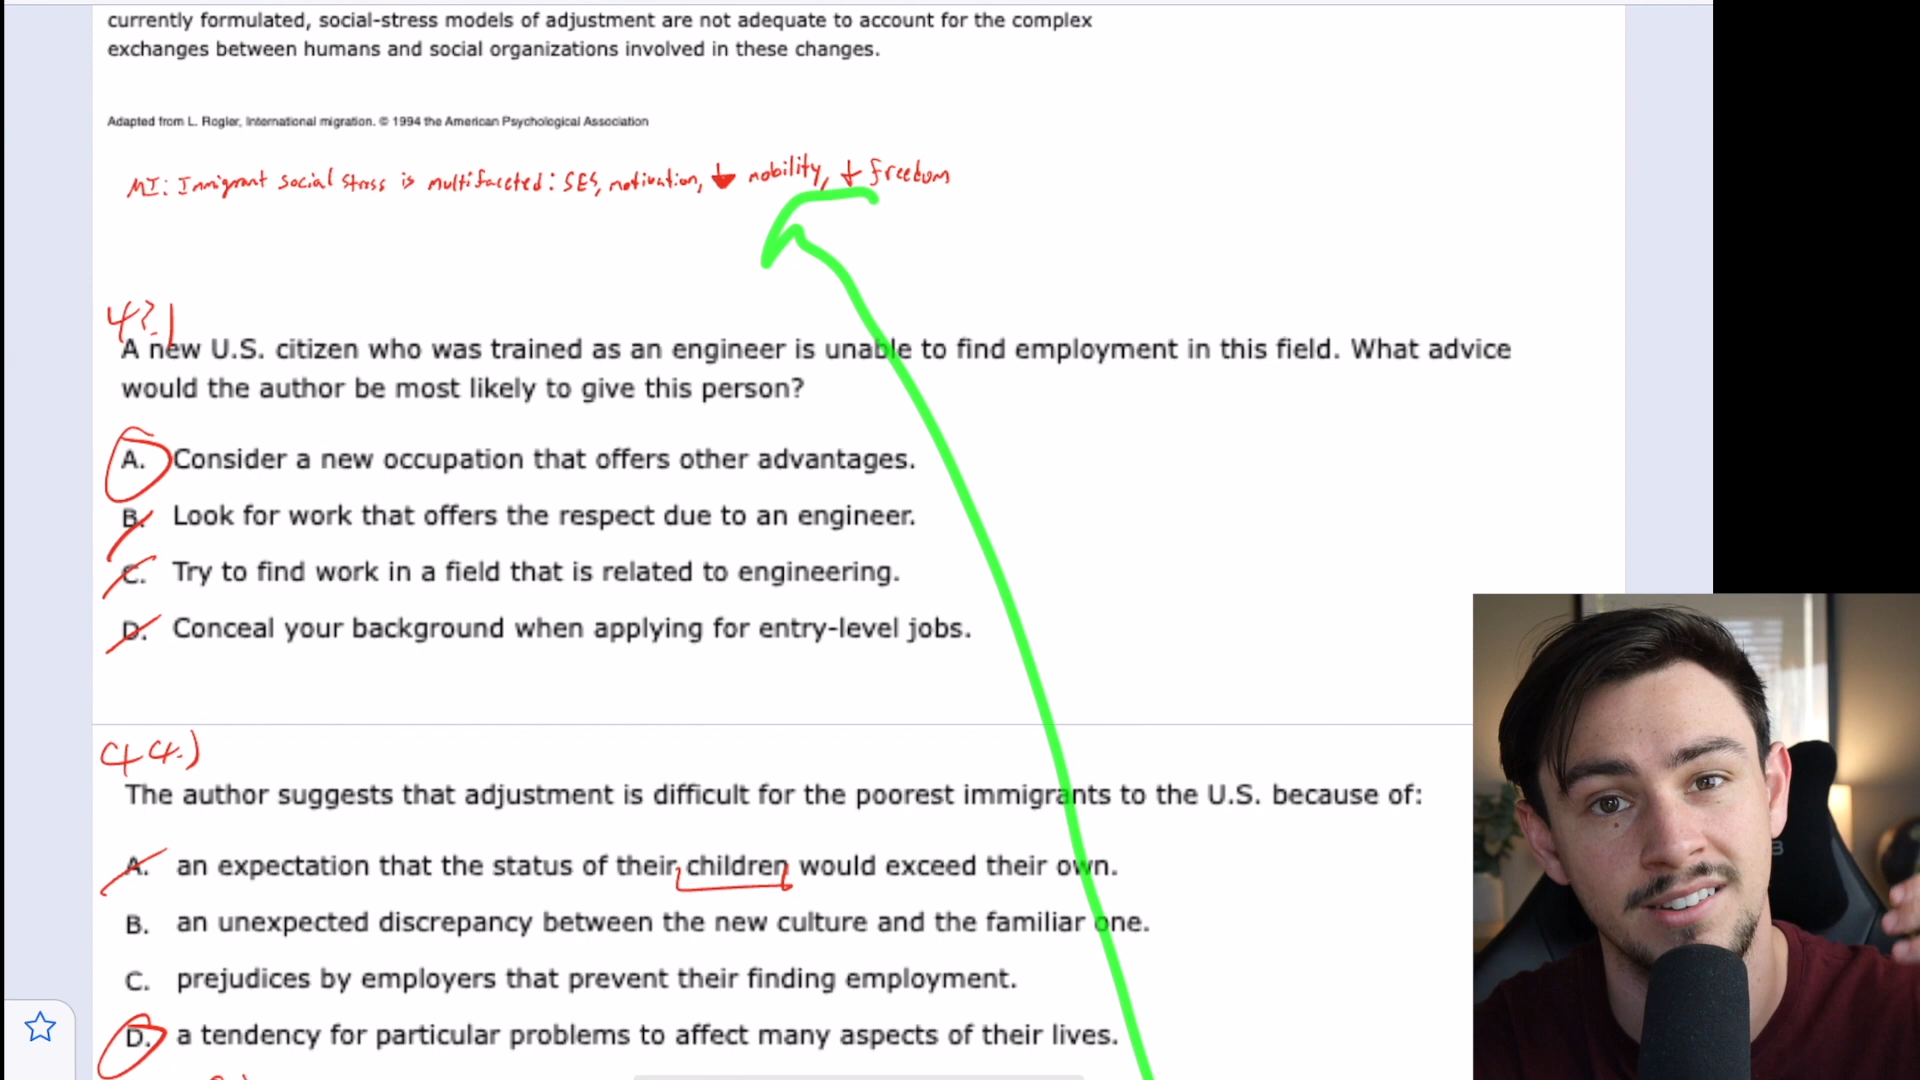 currently formulated, social-stress models of adjustment are not adequate to account for the complex
exchanges between humans and social organizations involved in these changes.
Adapted from L. Rogler, International migration. © 1994 the American Psychological Association
MI: Immigrant social stress is multifaceted: SES, motivation, ↓ mobility, ↓ freedom
43.)
A new U.S. citizen who was trained as an engineer is unable to find employment in this field. What advice
would the author be most likely to give this person?
A. Consider a new occupation that offers other advantages.
B. Look for work that offers the respect due to an engineer.
C. Try to find work in a field that is related to engineering.
D. Conceal your background when applying for entry-level jobs.
44.)
The author suggests that adjustment is difficult for the poorest immigrants to the U.S. because of:
A. an expectation that the status of their children would exceed their own.
B. an unexpected discrepancy between the new culture and the familiar one.
C. prejudices by employers that prevent their finding employment.
D. a tendency for particular problems to affect many aspects of their lives.